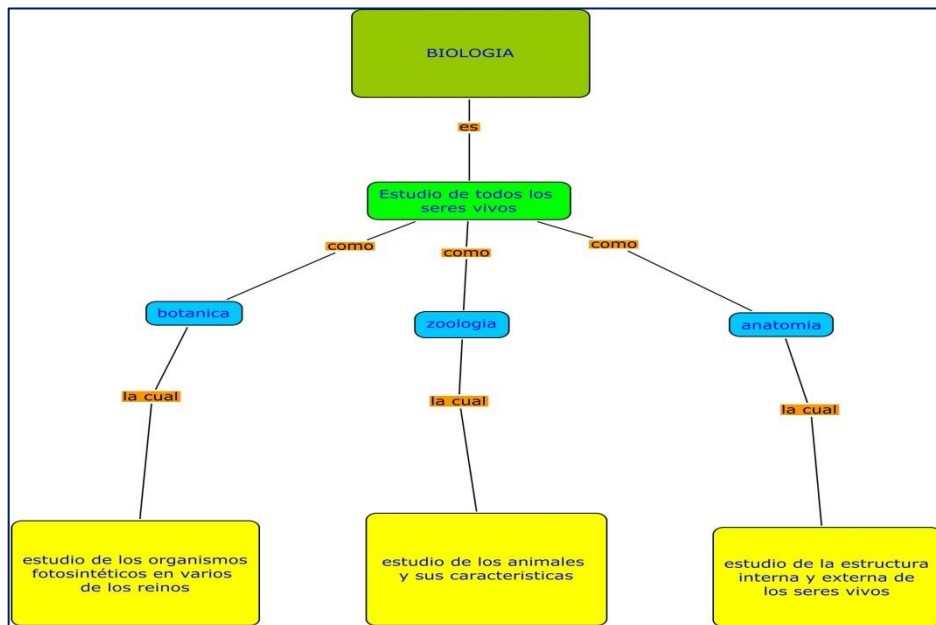 BIOLOGIA
es
Estudio de todos los
seres vivos
como
como
como
botanica
zoologia
anatomia
la cual
la cual
la cual
estudio de los organismos
fotosintéticos en varios
de los reinos
estudio de los animales
y sus caracteristicas
estudio de la estructura
interna y externa de
los seres vivos